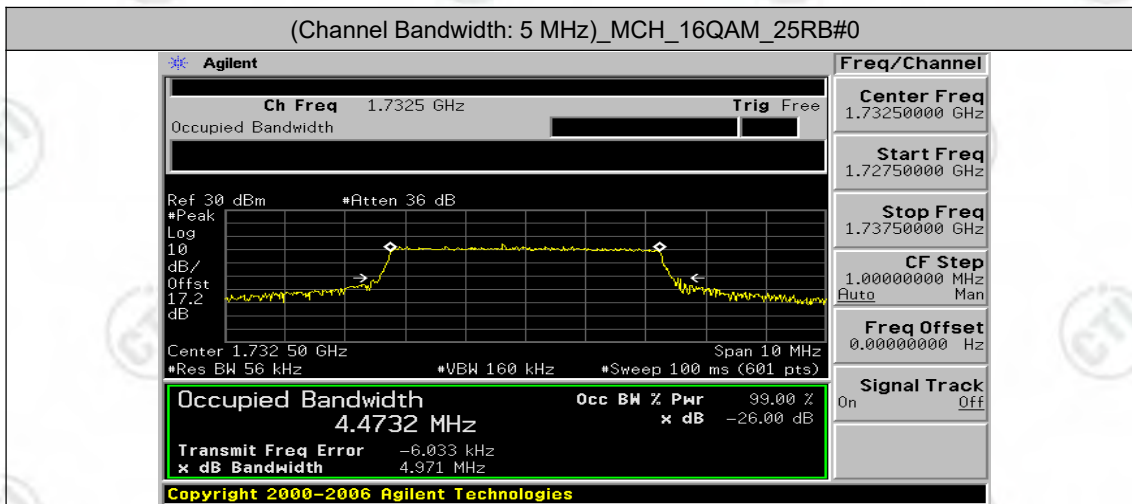 (Channel Bandwidth: 5 MHz)_MCH_16QAM_25RB#0
Agilent
Freq/Channel
Ch Freq 1.7325 GHz Trig Free
Occupied Bandwidth
Center Freq
1.73250000 GHz
Start Freq
1.72750000 GHz
Stop Freq
1.73750000 GHz
CF Step
1.00000000 MHz
Auto Man
Freq Offset
0.00000000 Hz
Signal Track
On Off
Ref 30 dBm #Atten 36 dB
#Peak
Log
10
dB/
Offst
17.2
dB
Center 1.732 50 GHz Span 10 MHz
#Res BW 56 kHz #VBW 160 kHz #Sweep 100 ms (601 pts)
Occupied Bandwidth Occ BW % Pwr 99.00 %
4.4732 MHz x dB -26.00 dB
Transmit Freq Error -6.033 kHz
x dB Bandwidth 4.971 MHz
Copyright 2000-2006 Agilent Technologies